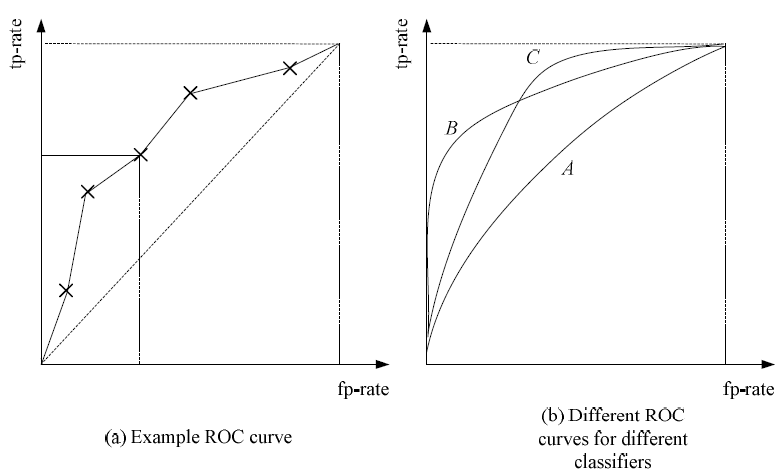 tp-rate
fp-rate
(a) Example ROC curve
tp-rate
C
B
A
fp-rate
(b) Different ROC
curves for different
classifiers